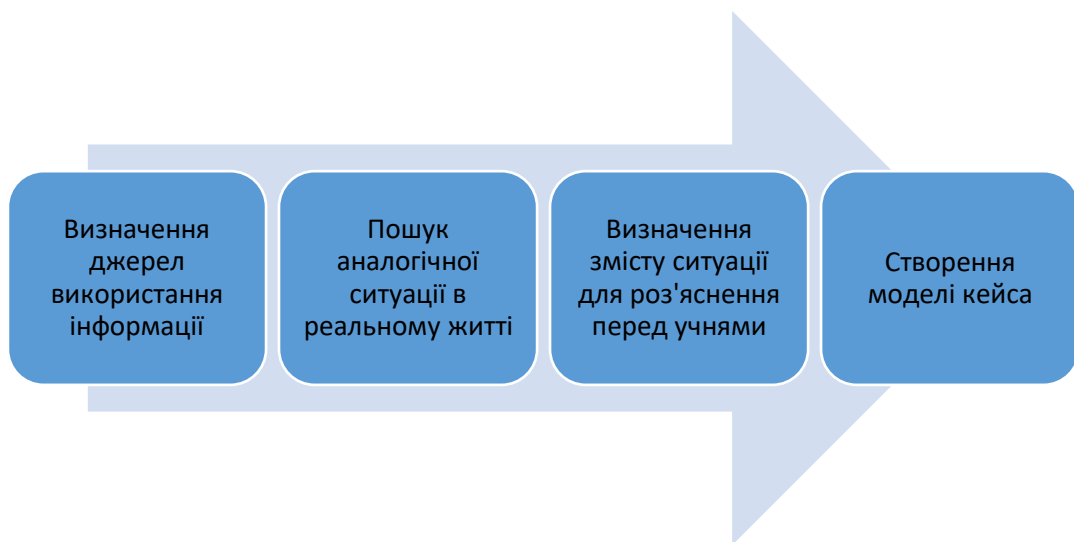 Визначення
джерел
використання
інформації
Пошук
аналогічної
ситуації в
реальному житті
Визначення
змісту ситуації
для роз'яснення
перед учнями
Створення
моделі кейса